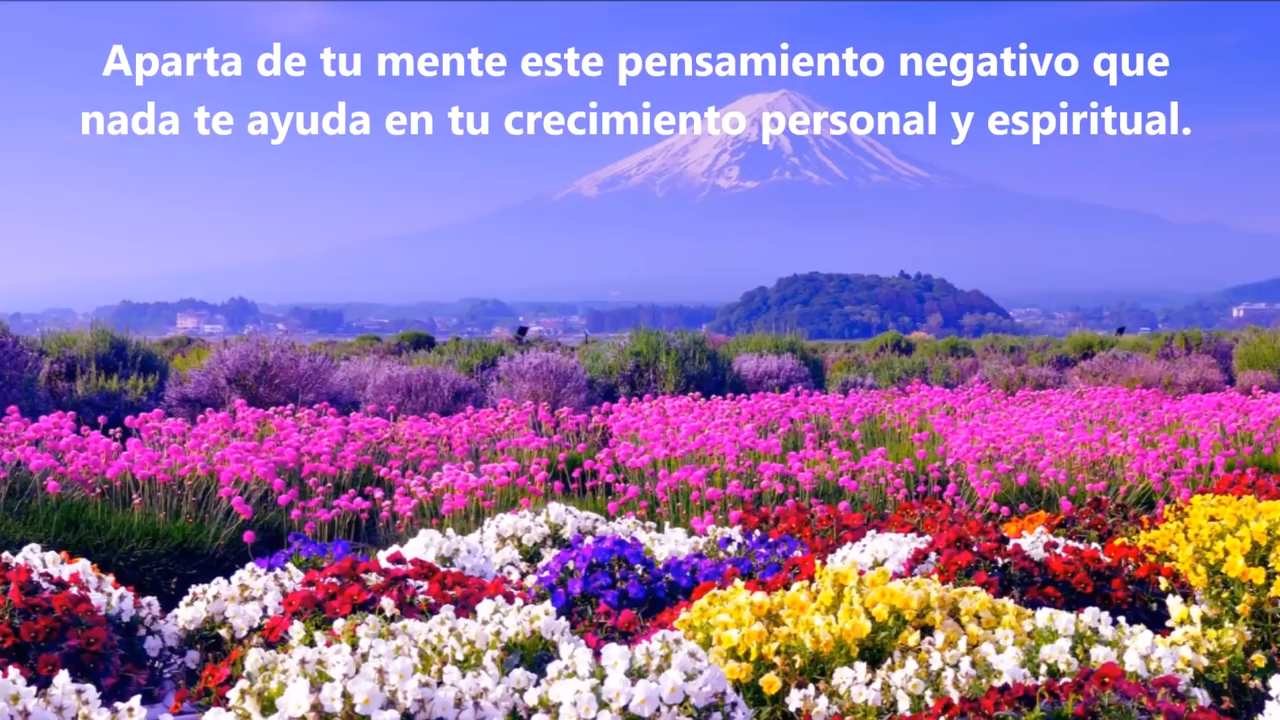 Aparta de tu mente este pensamiento negativo que
nada te ayuda en tu crecimiento personal y espiritual.